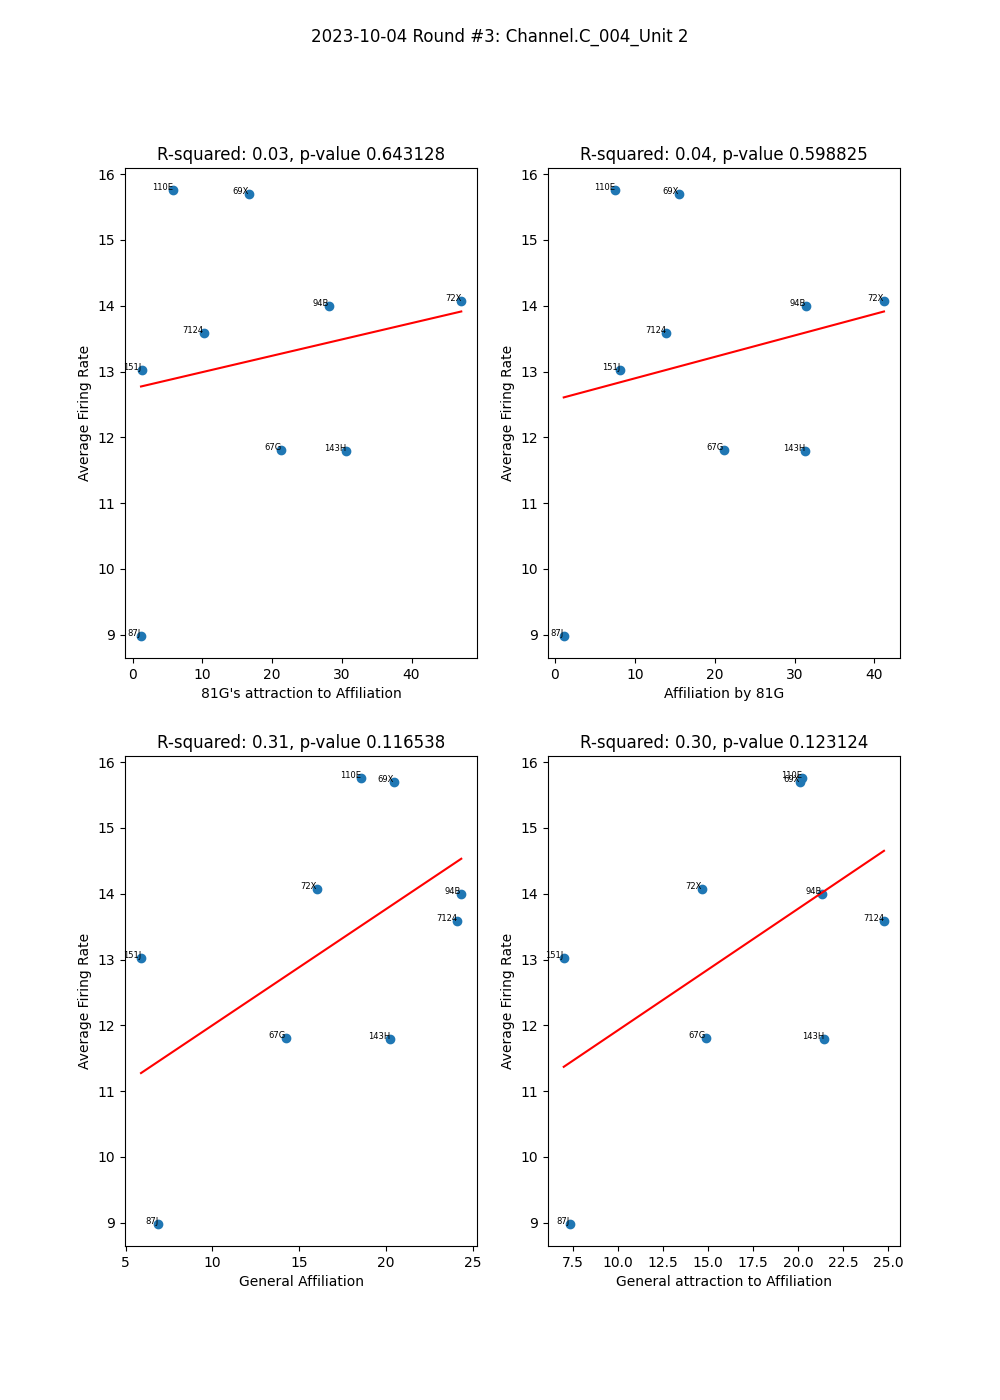 2023-10-04 Round #3: Channel.C_004_Unit 2
R-squared: 0.03, p-value 0.643128
16
15
14
13
12
11
10
9
Average Firing Rate
110E
69X
94B
72X
7124
151J
67G
143H
87J
0 10 20 30 40
81G's attraction to Affiliation
R-squared: 0.04, p-value 0.598825
16
15
14
13
12
11
10
9
Average Firing Rate
110E
69X
94B
72X
7124
151J
67G
143H
87J
0 10 20 30 40
Affiliation by 81G
R-squared: 0.31, p-value 0.116538
16
15
14
13
12
11
10
9
Average Firing Rate
110E
69X
72X
94B
7124
151J
67G
143H
87J
5 10 15 20 25
General Affiliation
R-squared: 0.30, p-value 0.123124
16
15
14
13
12
11
10
9
Average Firing Rate
110E
69X
72X
94B
7124
151J
67G
143H
87J
7.5 10.0 12.5 15.0 17.5 20.0 22.5 25.0
General attraction to Affiliation